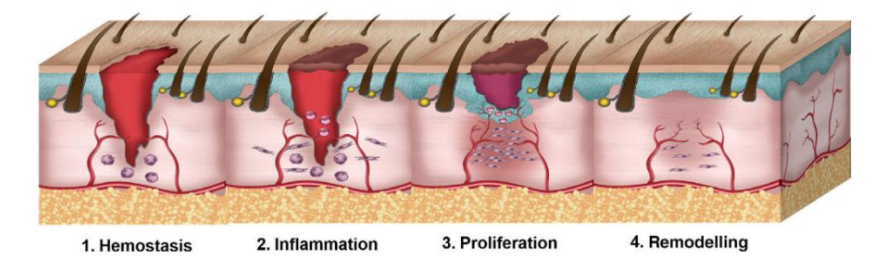 1. Hemostasis
2. Inflammation
3. Proliferation
4. Remodelling